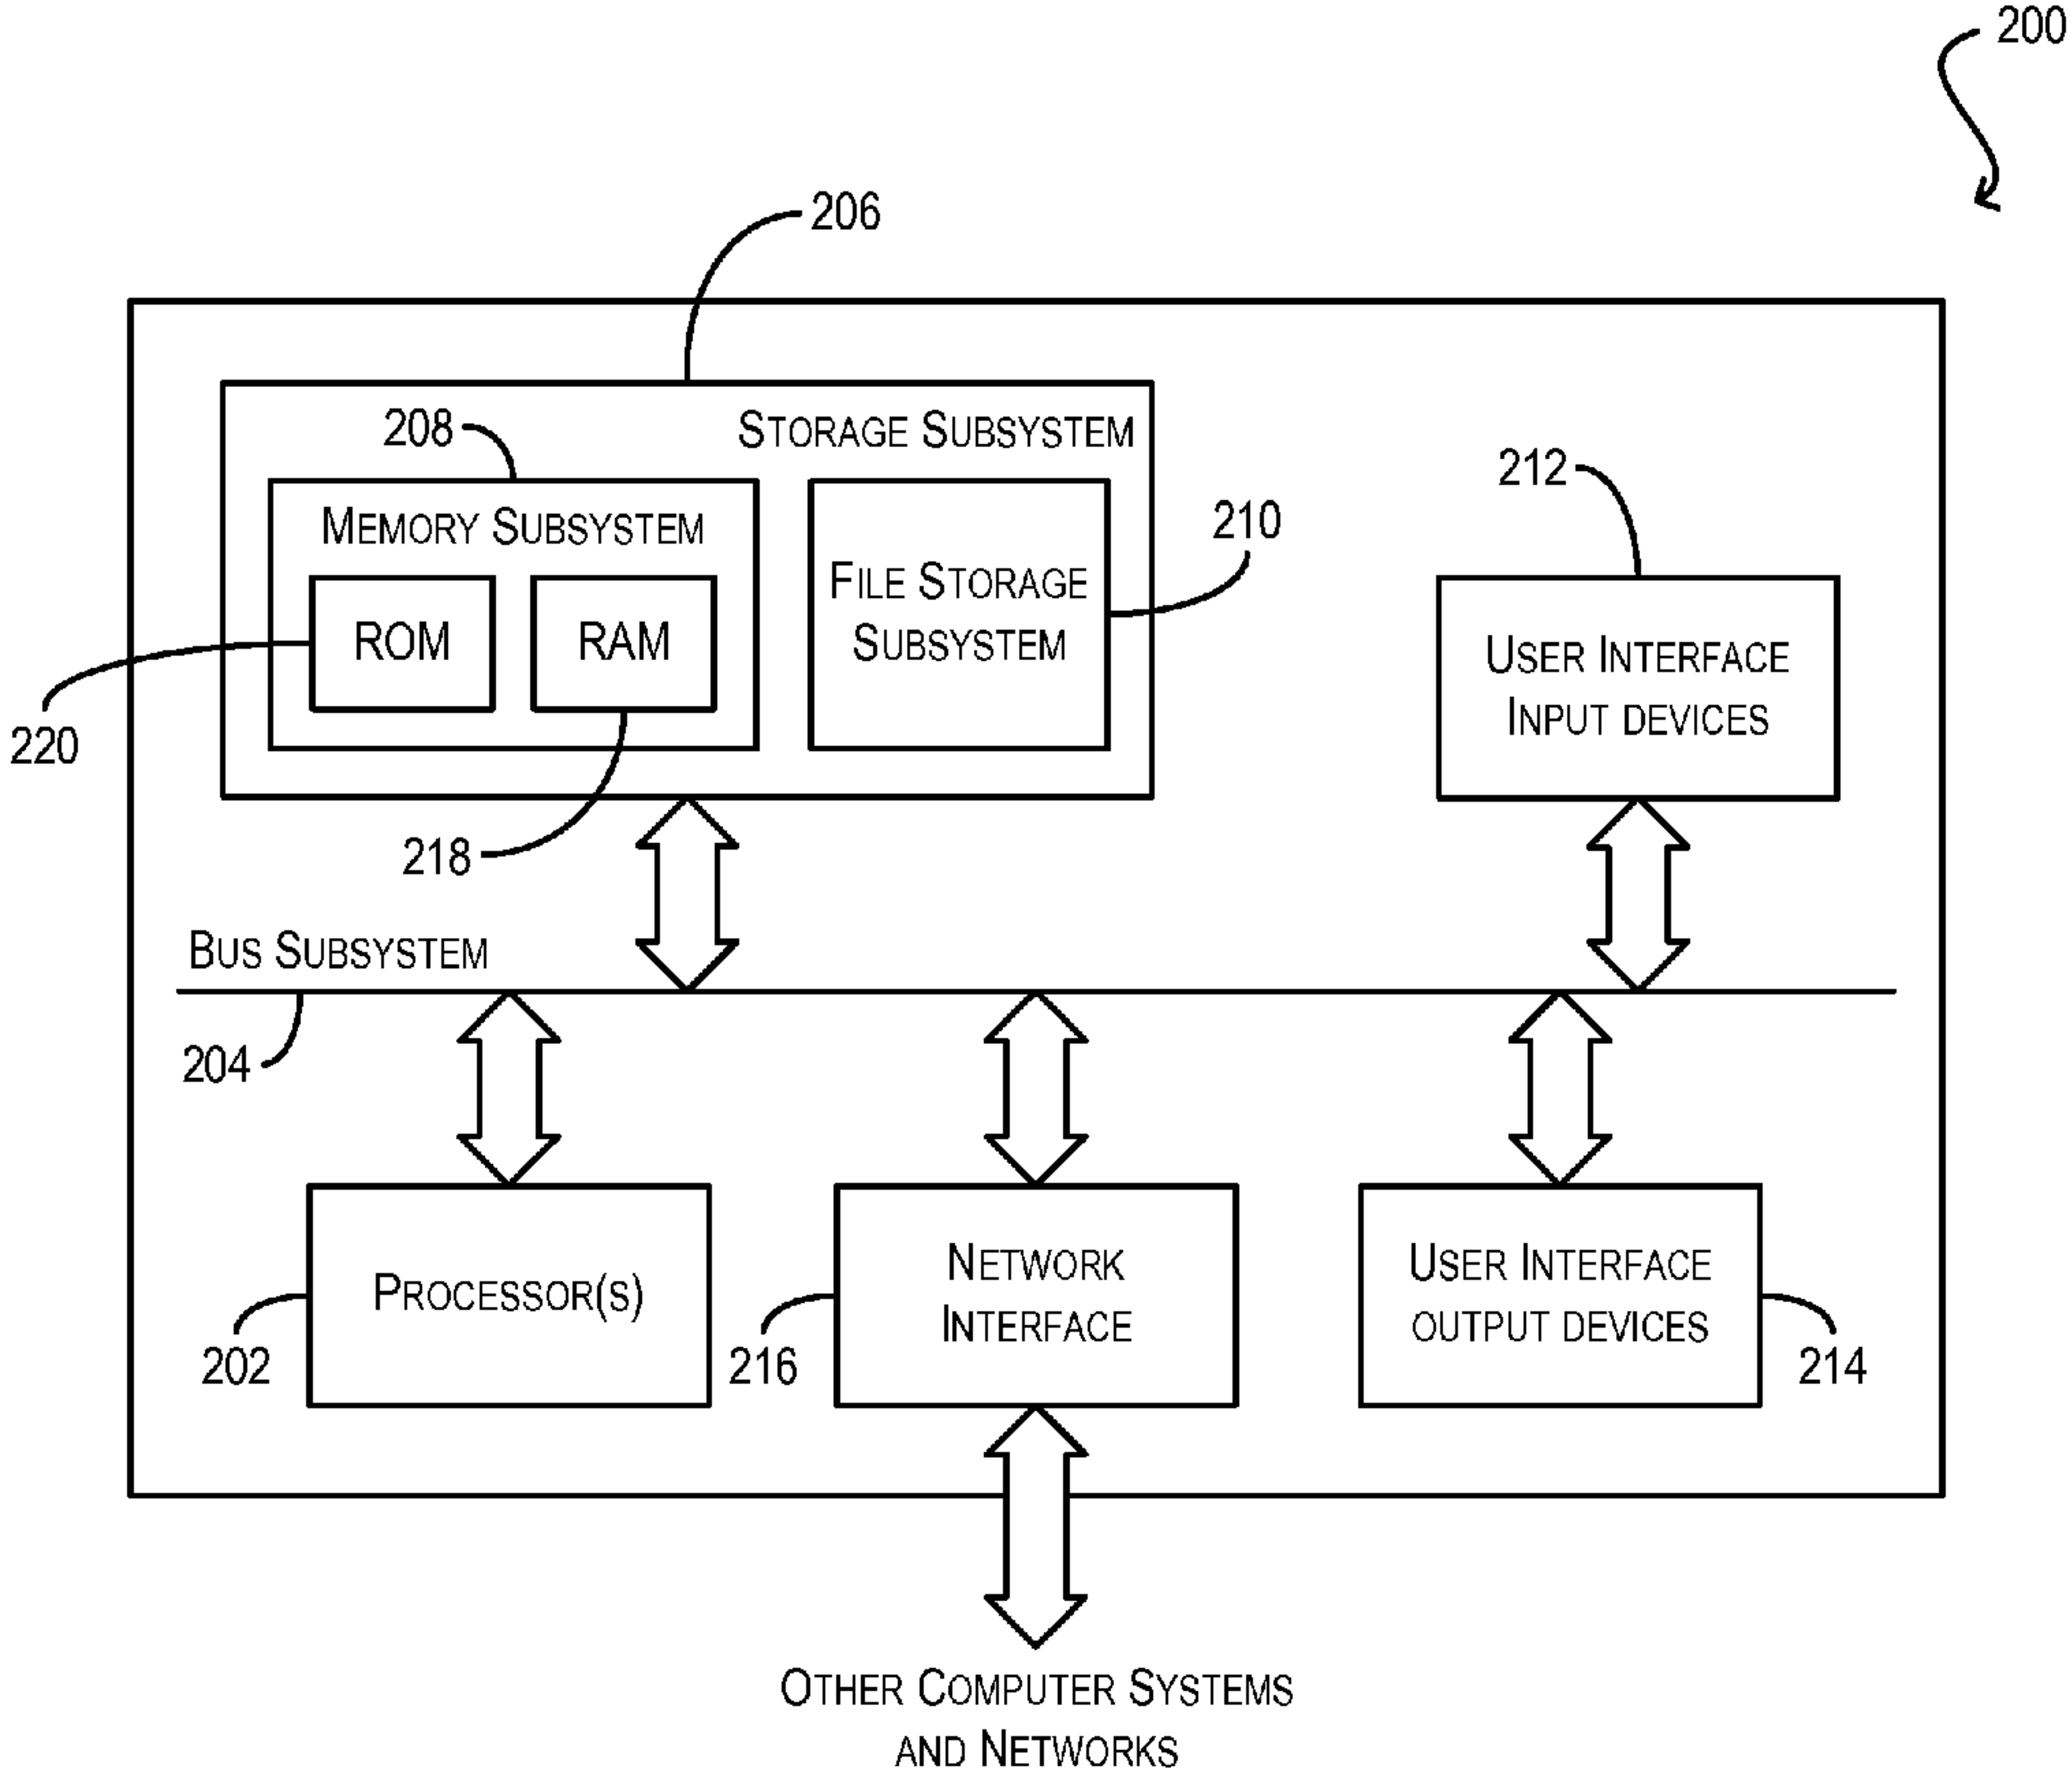 200
206
208
STORAGE SUBSYSTEM
212
MEMORY SUBSYSTEM
210
FILE STORAGE
SUBSYSTEM
ROM
RAM
USER INTERFACE
INPUT DEVICES
220
218
BUS SUBSYSTEM
204
PROCESSOR(S)
NETWORK
INTERFACE
USER INTERFACE
OUTPUT DEVICES
202
216
214
OTHER COMPUTER SYSTEMS
AND NETWORKS